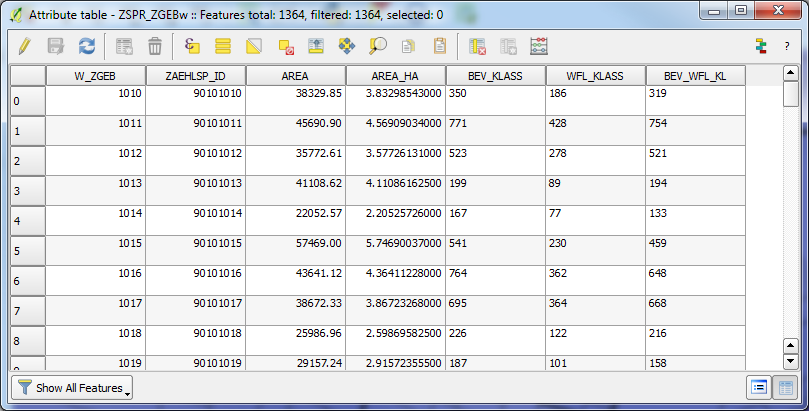 Attribute table - ZSPR_ZGEBw :: Features total: 1364, filtered: 1364, selected: 0
?
W_ZGEB ZAEHLSP_ID AREA AREA_HA BEV_KLASS WFL_KLASS BEV_WFL_KL
0 1010 90101010 38329.85 3.83298543000 350 186 319
1 1011 90101011 45690.90 4.56909034000 771 428 754
2 1012 90101012 35772.61 3.57726131000 523 278 521
3 1013 90101013 41108.62 4.11086162500 199 89 194
4 1014 90101014 22052.57 2.20525726000 167 77 133
5 1015 90101015 57469.00 5.74690037000 541 230 459
6 1016 90101016 43641.12 4.36411228000 764 362 648
7 1017 90101017 38672.33 3.86723268000 695 364 668
8 1018 90101018 25986.96 2.59869582500 226 122 216
1019 90101019 29157.24 2.91572355500 187 101 158
Show All Features